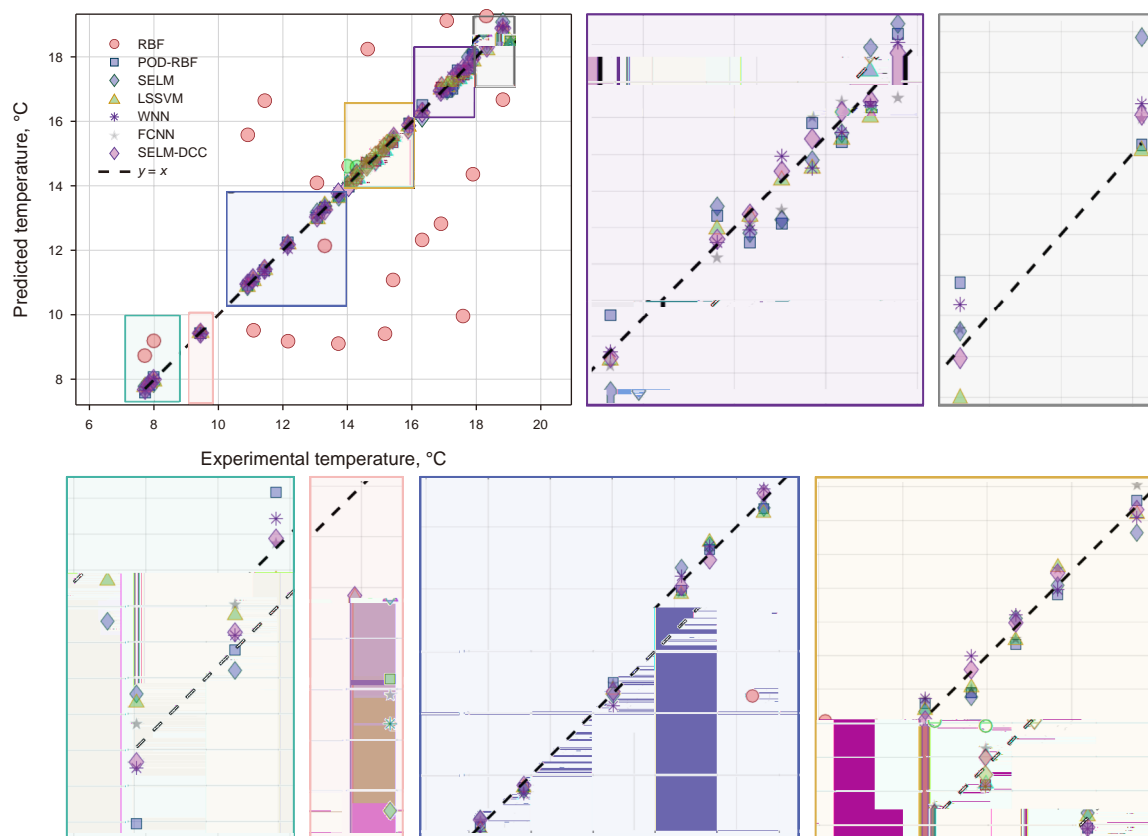 18
16
14
12
10
8
6
8
10
12
14
16
18
20
Predicted temperature, °C
Experimental temperature, °C
RBF
POD-RBF
SELM
LSSVM
WNN
FCNN
SELM-DCC
y = x